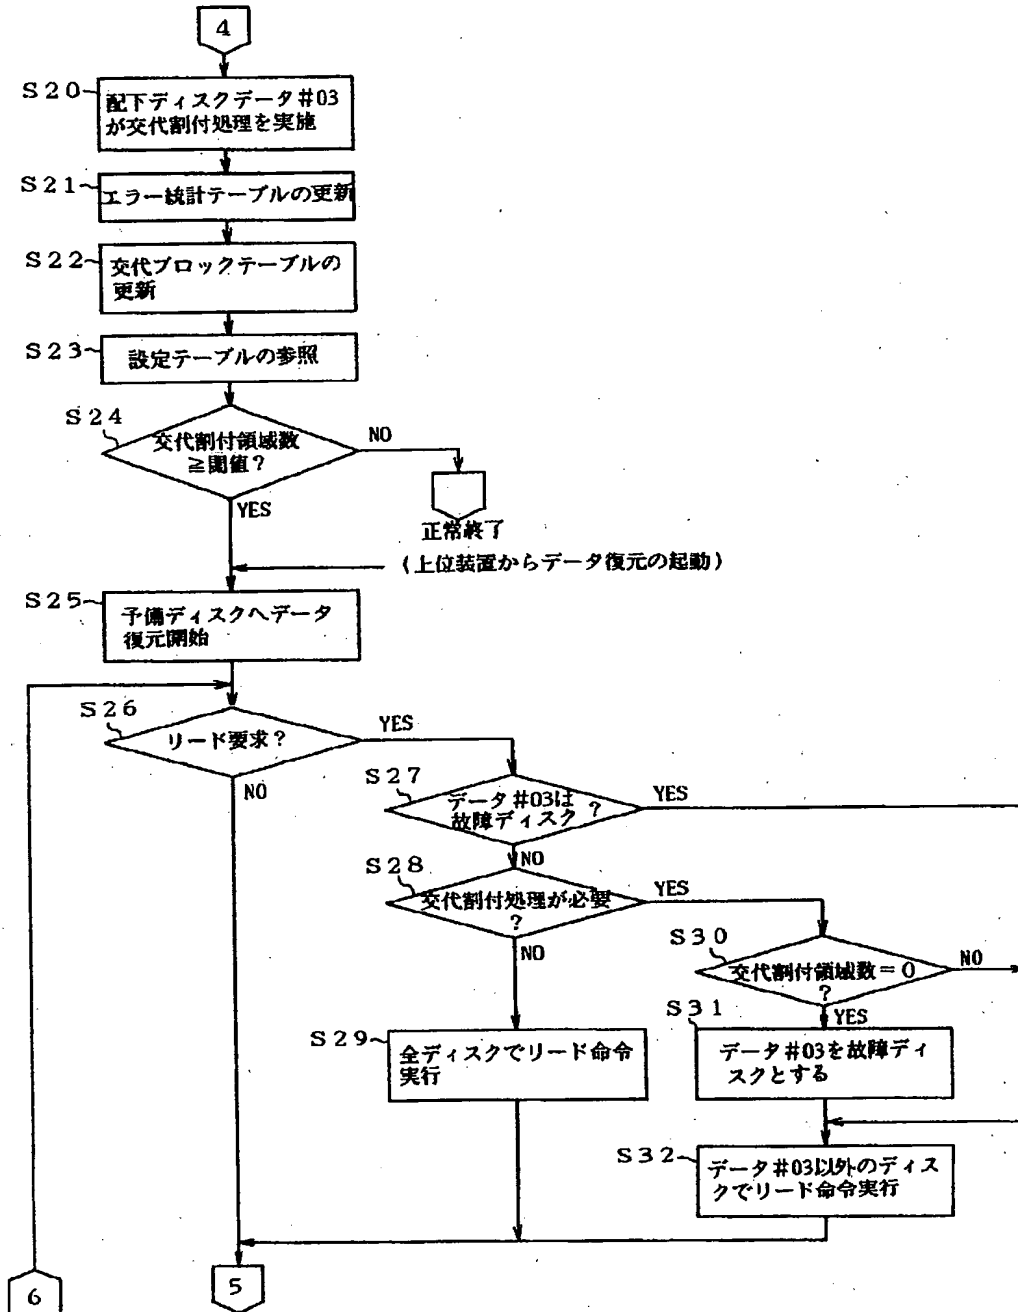 4
S20
配下ディスクデータ#03
が交代割付処理を実施
S21
エラー統計テーブルの更新
S22
交代ブロックテーブルの
更新
S23
設定テーブルの参照
S24
交代割付領域数
≧閾値?
NO
YES
正常終了
(上位装置からデータ復元の起動)
S25
予備ディスクへデータ
復元開始
S26
リード要求?
YES
NO
S27
データ#03は
故障ディスク?
YES
NO
S28
交代割付処理が必要
?
YES
NO
S30
交代割付領域数=0
?
NO
YES
S29
全ディスクでリード命令
実行
S31
データ#03を故障ディ
スクとする
S32
データ#03以外のディス
クでリード命令実行
6
5